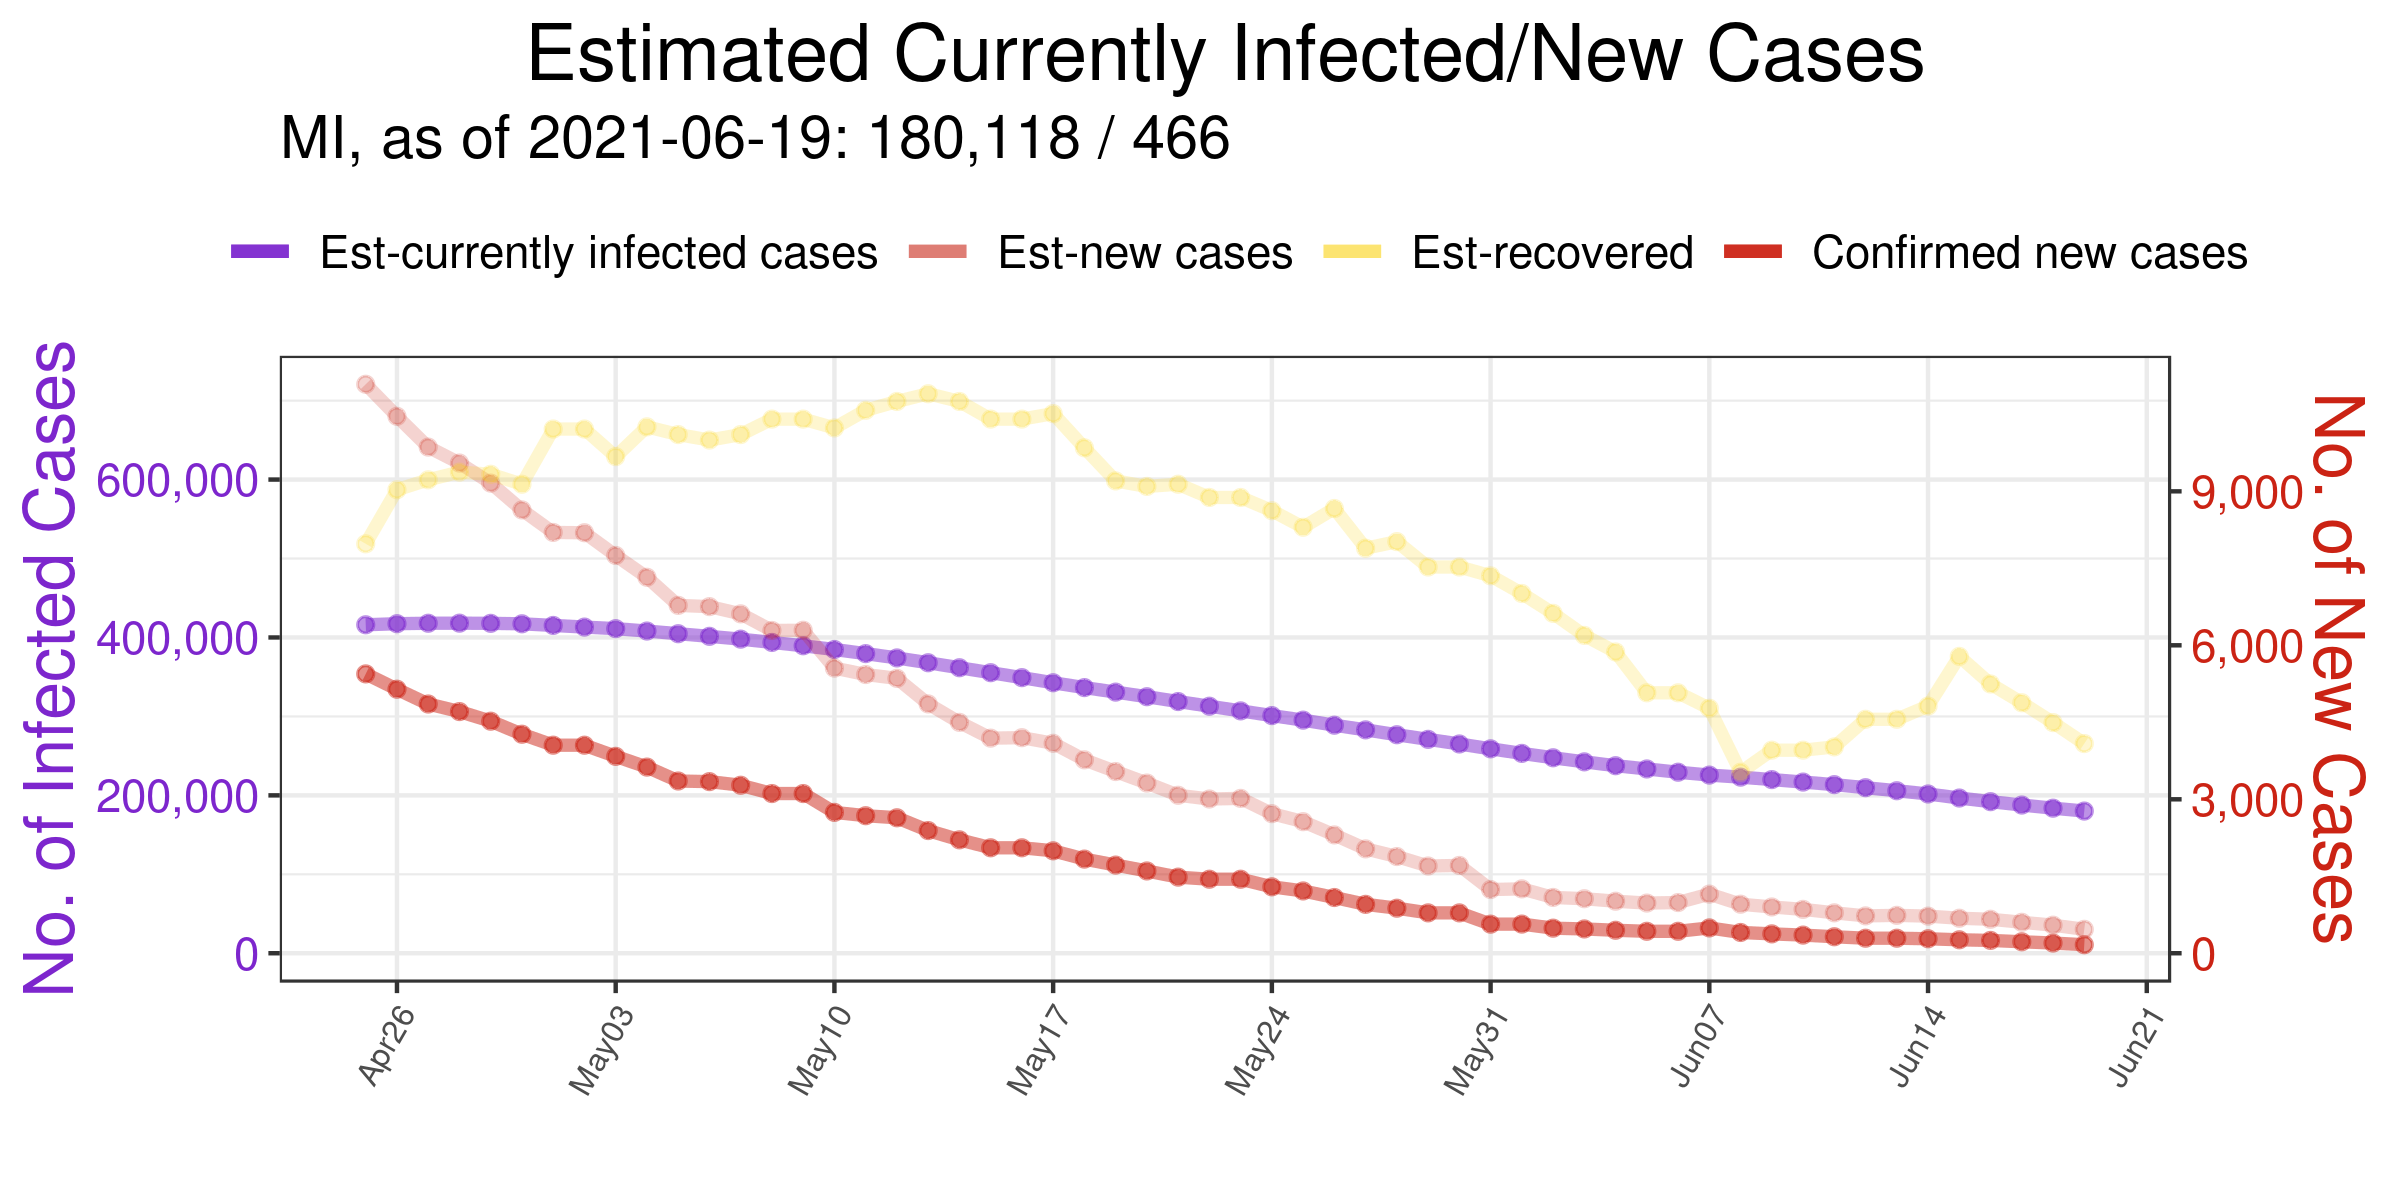 Estimated Currently Infected/New Cases
MI, as of 2021-06-19: 180,118 / 466
Est-currently infected cases
Est-new cases
Est-recovered
Confirmed new cases
No. of Infected Cases
600,000
400,000
200,000
0
9,000
6,000
3,000
0
No. of New Cases
Apr26
May03
May10
May17
May24
May31
Jun07
Jun14
Jun21